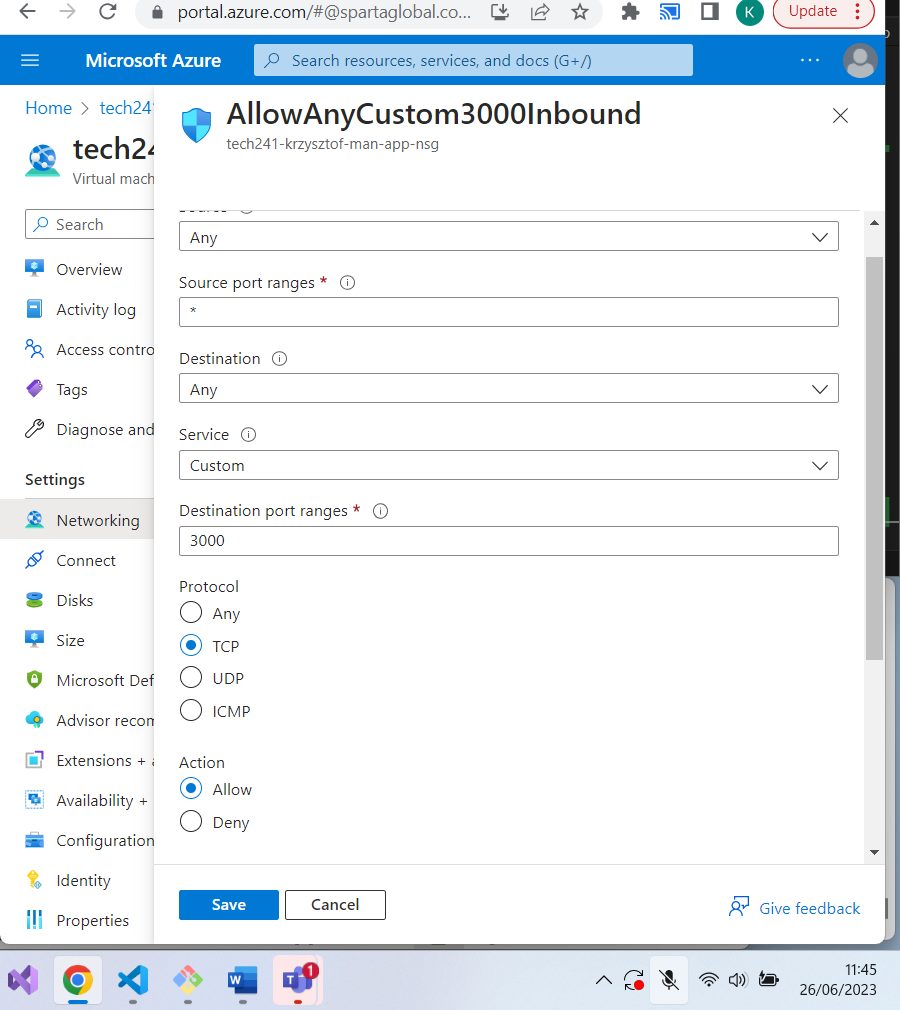 portal.azure.com/#@spartaglobal.co...
K
Update
Microsoft Azure
Search resources, services, and docs (G+/)
Home > tech24
tech24
Virtual mach
Search
Overview
Activity log
Access contro
Tags
Diagnose and
Settings
Networking
Connect
Disks
Size
Microsoft Def
Advisor recom
Extensions +
Availability +
Configuration
Identity
Properties
AllowAnyCustom3000Inbound
tech241-krzysztof-man-app-nsg
Any
Source port ranges *
*
Destination
Any
Service
Custom
Destination port ranges *
3000
Protocol
Any
TCP
UDP
ICMP
Action
Allow
Deny
Save
Cancel
Give feedback
1
11:45
26/06/2023